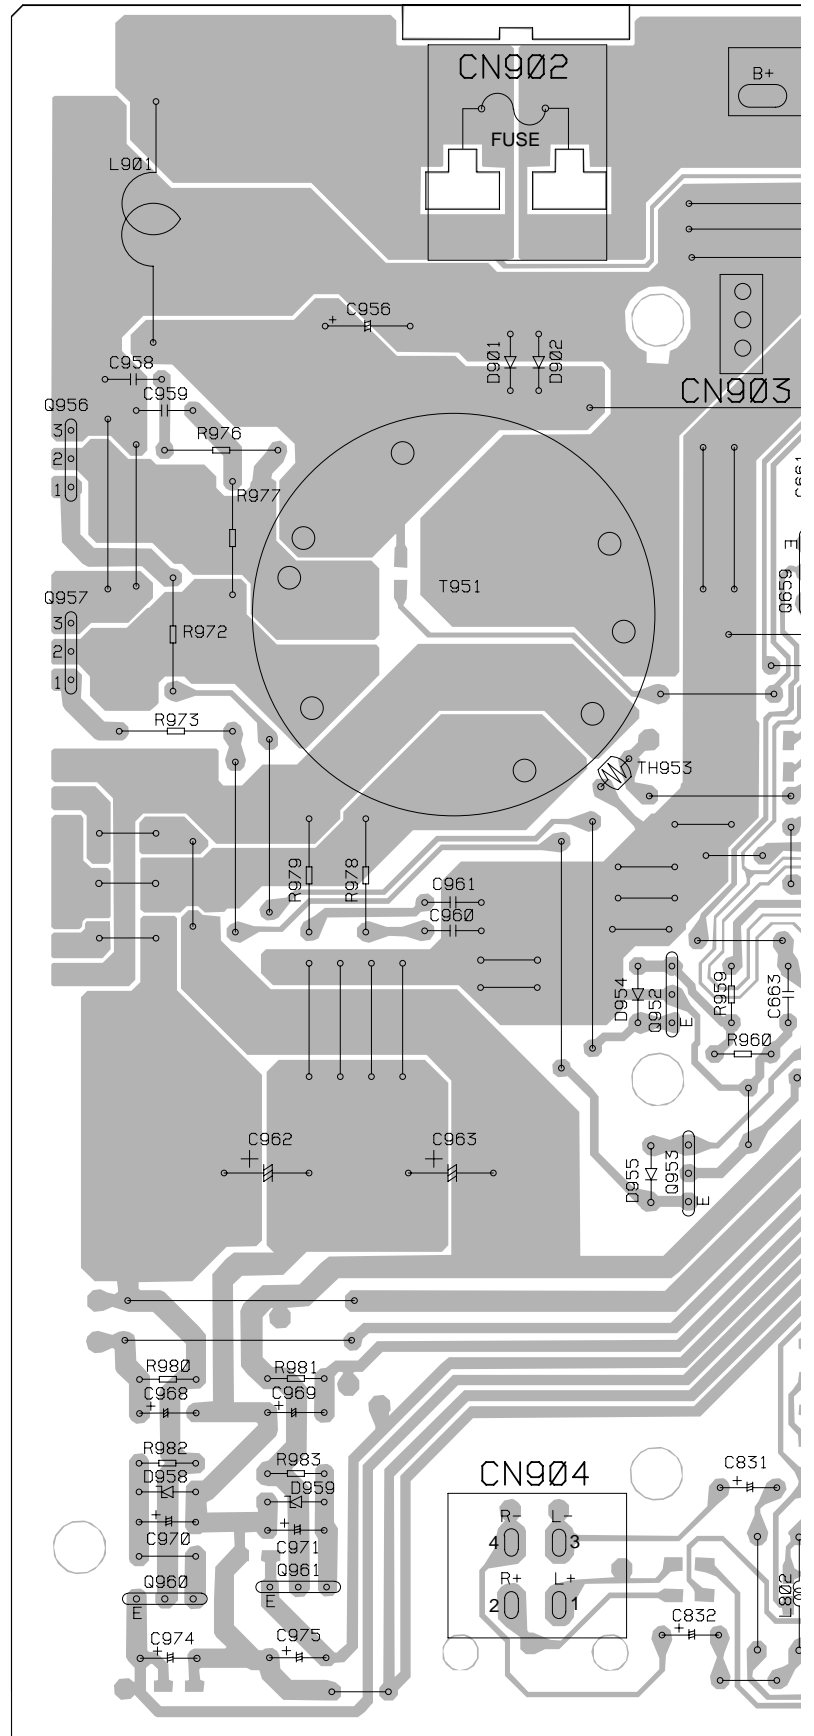 CN902
B+
FUSE
L901
C956
C958
D901
D902
C959
CN903
Q956
3
R976
2
1
R977
E
T951
Q659
Q957
3
R972
2
1
R973
TH953
R979
R978
C961
C960
D954
Q952
R959
C663
E
R960
C962
C963
D955
Q953
E
R980
R981
C968
C969
R982
R983
CN904
C831
D958
D959
R-
L-
4
3
C970
C971
Q960
Q961
R+
L+
E
E
2
1
L802
C832
C974
C975